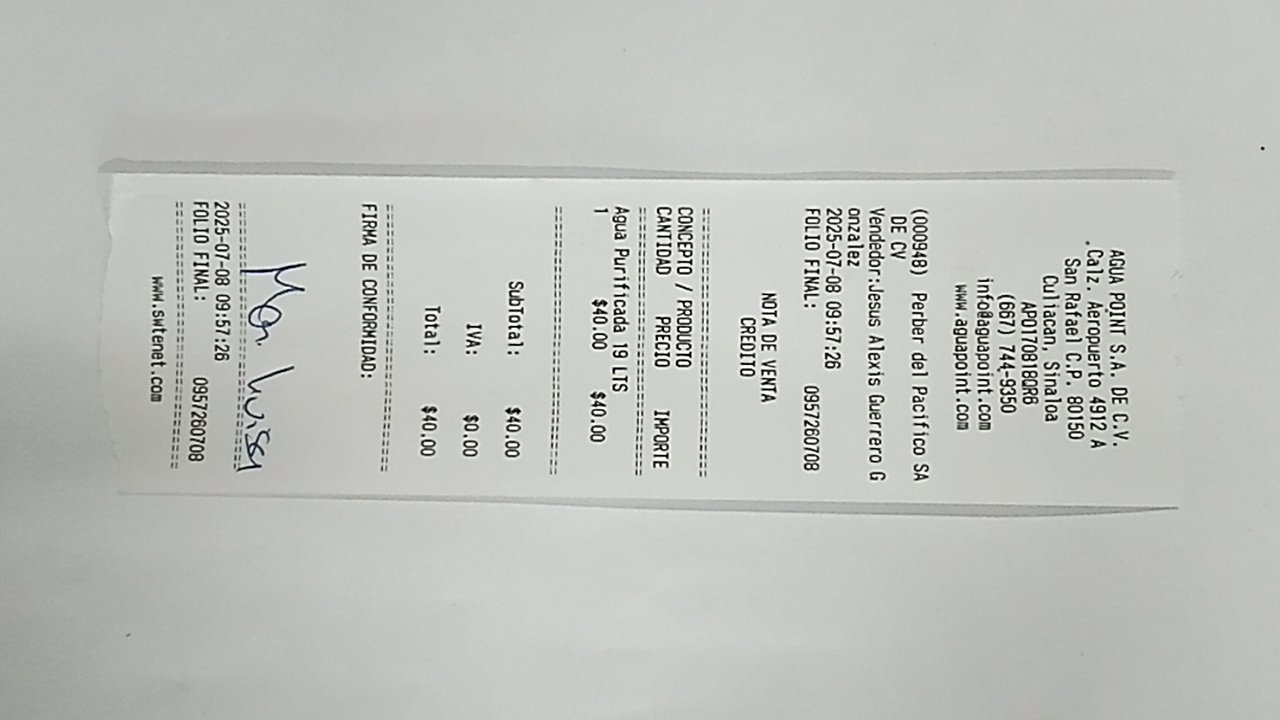 AGUA POINT S.A. DE C.V.
.Calz. Aeropuerto 4912 A
San Rafael C.P. 80150
Culiacan, Sinaloa
APO170818QR6
(667) 744-9350
info@aguapoint.com
www.aguapoint.com
(000948) Perber del Pacifico SA
DE CV
Vendedor:Jesus Alexis Guerrero G
onzalez
2025-07-08 09:57:26
FOLIO FINAL: 0957260708
NOTA DE VENTA
CREDITO
CONCEPTO / PRODUCTO
CANTIDAD PRECIO IMPORTE
Agua Purificada 19 LTS
1 $40.00 $40.00
SubTotal: $40.00
IVA: $0.00
Total: $40.00
FIRMA DE CONFORMIDAD:
2025-07-08 09:57:26
FOLIO FINAL: 0957260708
www.swtenet.com